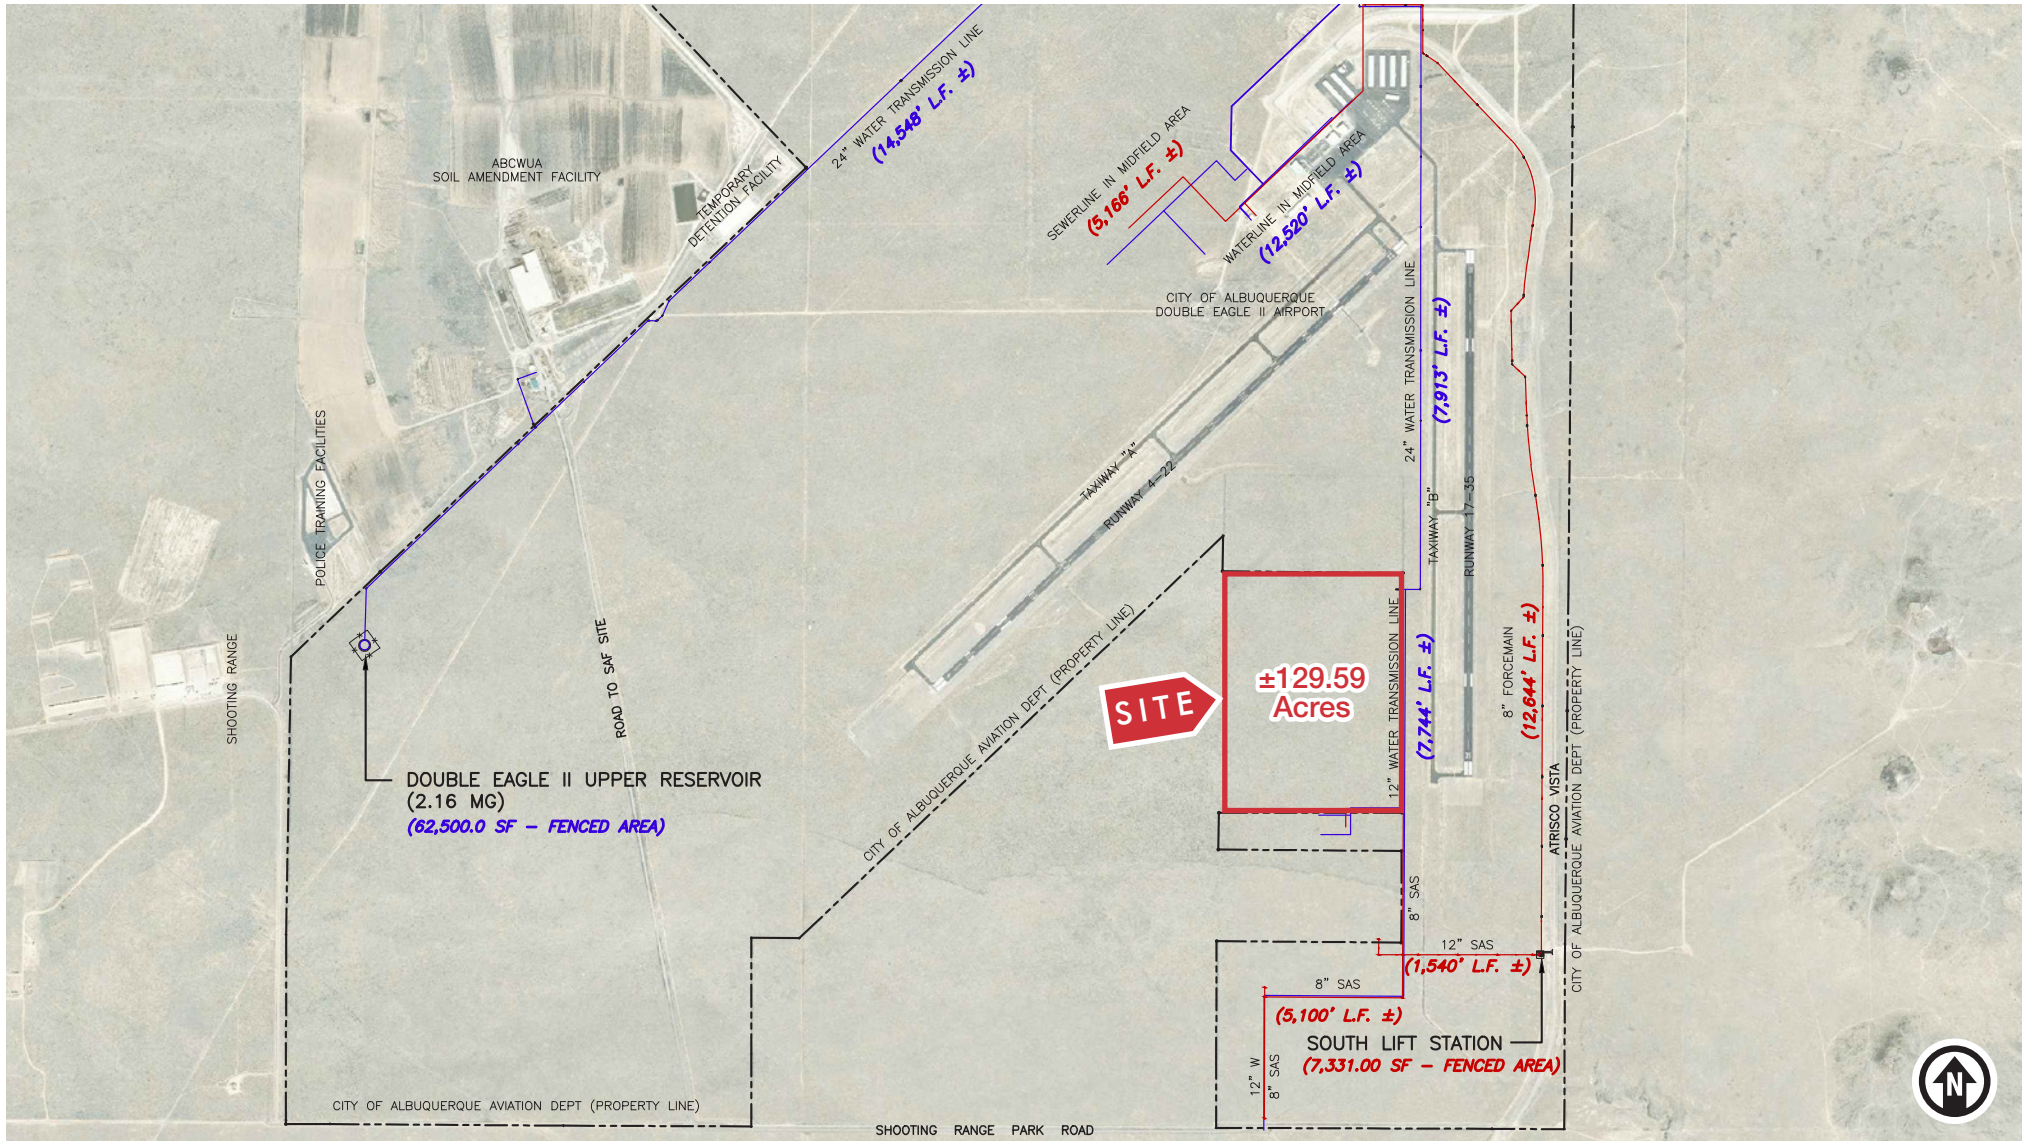 24" WATER TRANSMISSION LINE
(14,548' L.F. ±)
ABCWUA
SOIL AMENDMENT FACILITY
TEMPORARY
DETENTION FACILITY
SEWERLINE IN MIDFIELD AREA
(5,166' L.F. ±)
WATERLINE IN MIDFIELD AREA
(12,520' L.F. ±)
CITY OF ALBUQUERQUE
DOUBLE EAGLE II AIRPORT
24" WATER TRANSMISSION LINE
(7,913' L.F. ±)
POLICE TRAINING FACILITIES
TAXIWAY "A"
RUNWAY 4-22
TAXIWAY "B"
RUNWAY 17-35
SHOOTING RANGE
ROAD TO SAF SITE
CITY OF ALBUQUERQUE AVIATION DEPT (PROPERTY LINE)
SITE
±129.59
Acres
12" WATER TRANSMISSION LINE
(7,744' L.F. ±)
8" FORCEMAIN
(12,644' L.F. ±)
ATRISCO VISTA
CITY OF ALBUQUERQUE AVIATION DEPT (PROPERTY LINE)
DOUBLE EAGLE II UPPER RESERVOIR
(2.16 MG)
(62,500.0 SF - FENCED AREA)
8" SAS
12" SAS
(1,540' L.F. ±)
8" SAS
(5,100' L.F. ±)
SOUTH LIFT STATION
(7,331.00 SF - FENCED AREA)
12" W
8" SAS
CITY OF ALBUQUERQUE AVIATION DEPT (PROPERTY LINE)
SHOOTING RANGE PARK ROAD
N